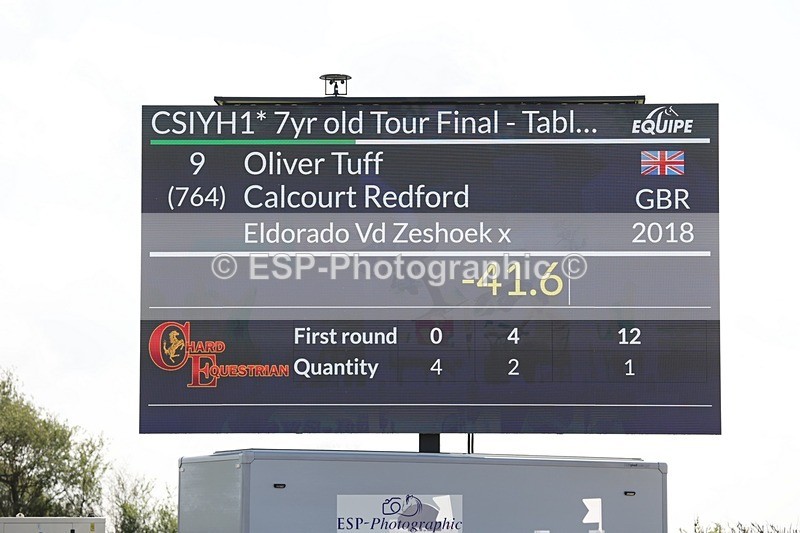 CSIYH1* 7yr old Tour Final - Tabl...
EQUIPE
9 Oliver Tuff
(764) Calcourt Redford GBR
Eldorado Vd Zeshoek x 2018
© ESP-Photographic ©
-41.6
CHARD EQUESTRIAN
First round 0 4 12
Quantity 4 2 1
ESP-Photographic